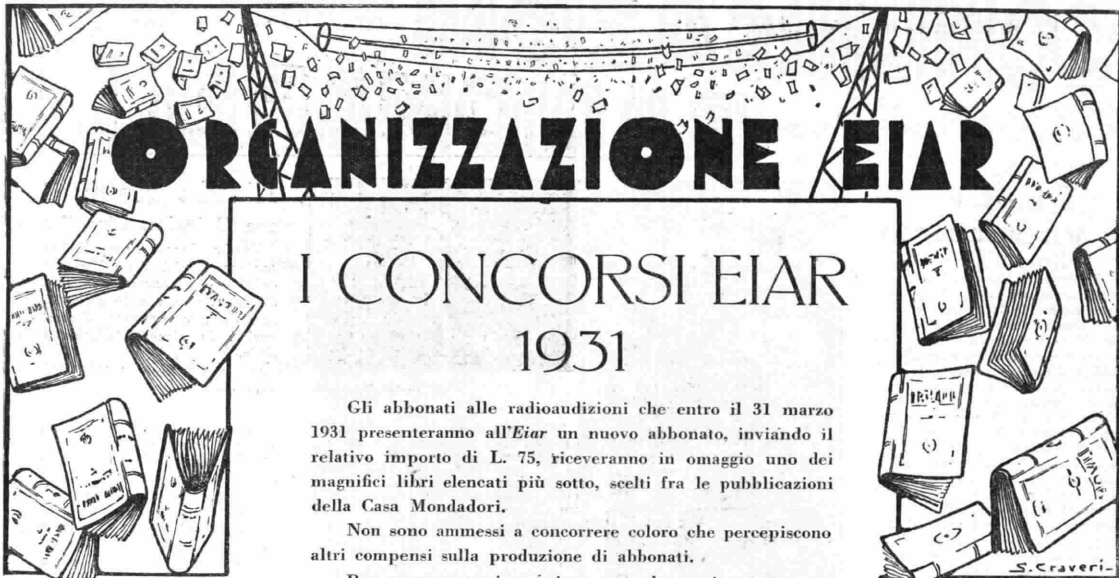 ORGANIZZAZIONE EIAR
I CONCORSI EIAR
1931
Gli abbonati alle radioaudizioni che entro il 31 marzo
1931 presenteranno all'Eiar un nuovo abbonato, inviando il
relativo importo di L. 75, riceveranno in omaggio uno dei
magnifici libri elencati più sotto, scelti fra le pubblicazioni
della Casa Mondadori.
Non sono ammessi a concorrere coloro che percepiscono
altri compensi sulla produzione di abbonati.
S. Craveri